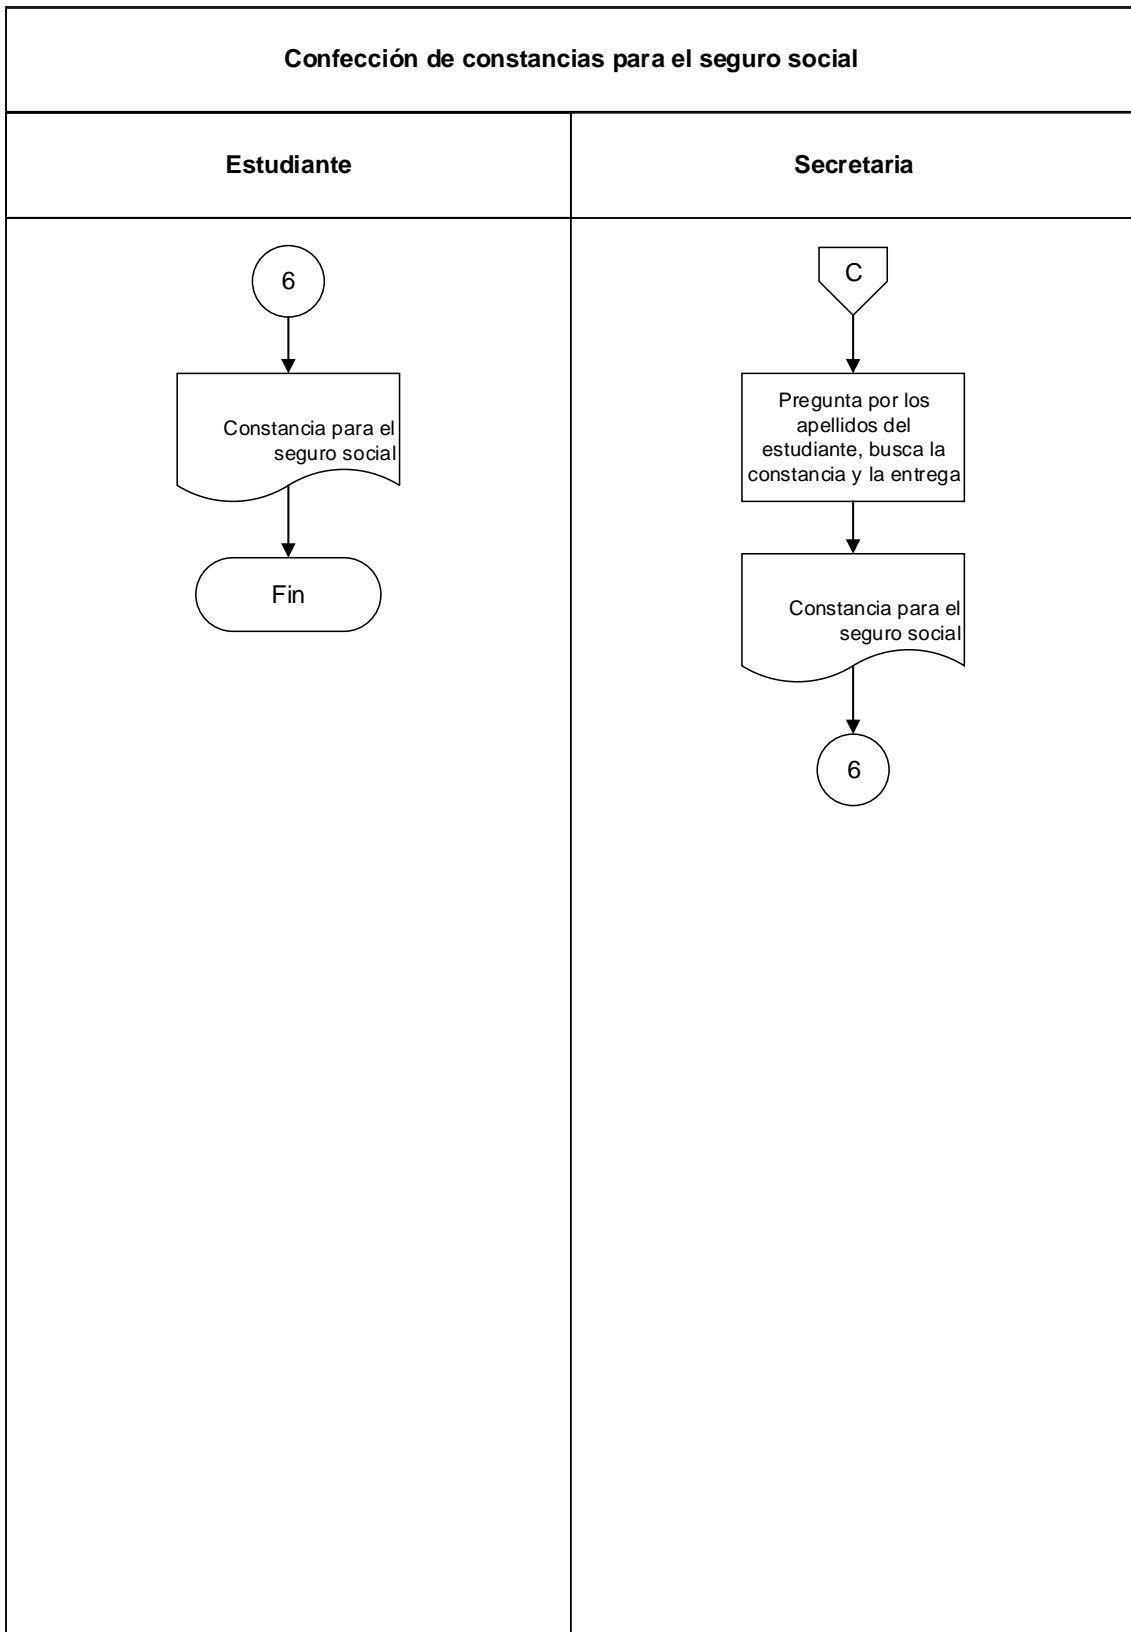 Confección de constancias para el seguro social
Estudiante
Secretaria
6
Constancia para el
seguro social
Fin
C
Pregunta por los
apellidos del
estudiante, busca la
constancia y la entrega
Constancia para el
seguro social
6